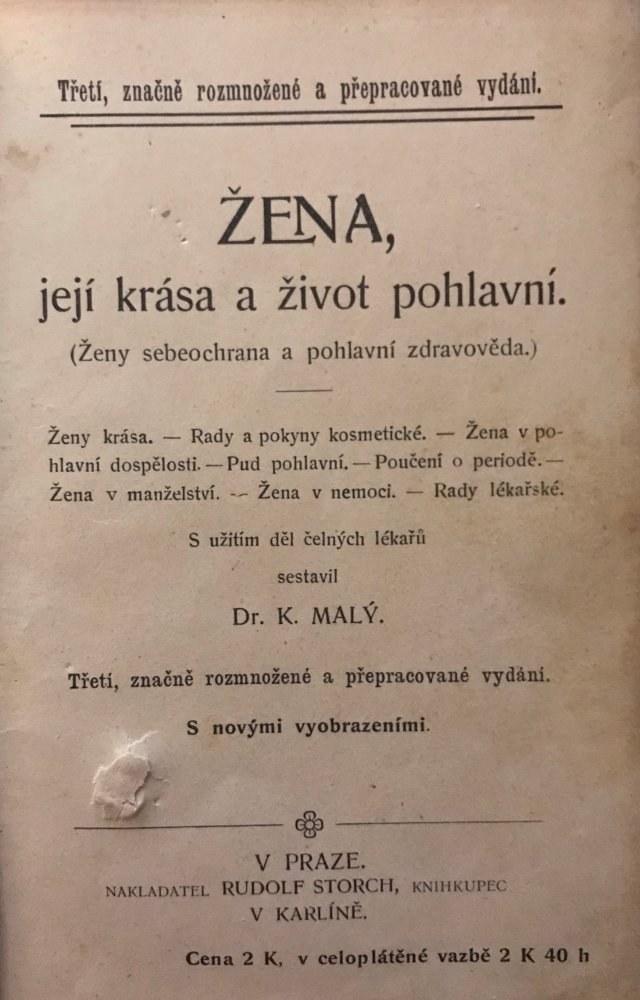 Třetí, značně rozmnožené a přepracované vydání.
ŽENA,
její krása a život pohlavní.
(Ženy sebeochrana a pohlavní zdravověda.)
Ženy krása. — Rady a pokyny kosmetické. — Žena v po-
hlavní dospělosti. — Pud pohlavní. — Poučení o periodě. —
Žena v manželství. — Žena v nemoci. — Rady lékařské.
S užitím děl čelných lékařů
sestavil
Dr. K. MALÝ.
Třetí, značně rozmnožené a přepracované vydání.
S novými vyobrazeními.
V PRAZE.
NAKLADATEL RUDOLF STORCH, KNIHKUPEC
V KARLÍNĚ.
Cena 2 K, v celoplátěné vazbě 2 K 40 h